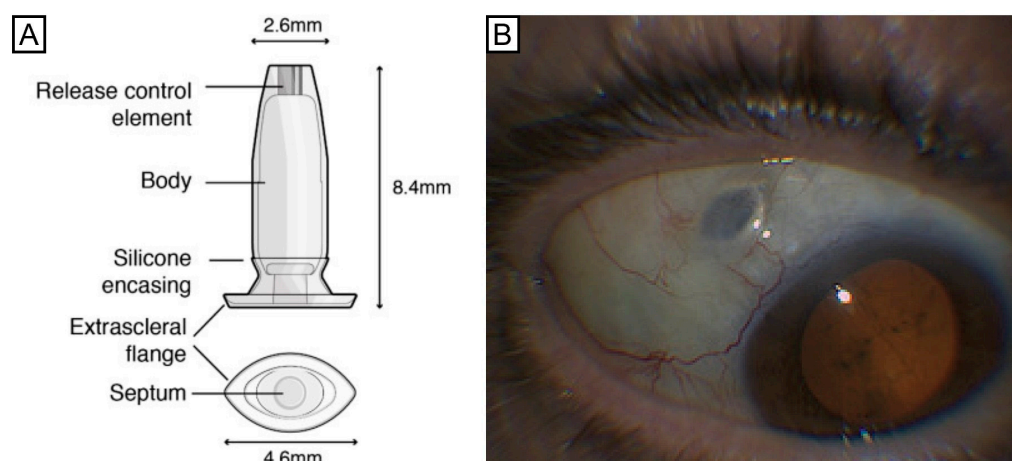 A
2.6mm
Release control
element
Body
8.4mm
Silicone
encasing
Extrascleral
flange
Septum
4.6mm
B